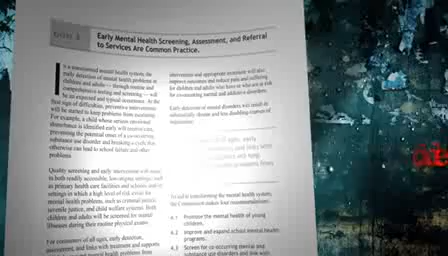 GOAL 4
Early Mental Health Screening, Assessment, and Referral
to Services Are Common Practice.
In a transformed mental health system, the
early detection of mental health problems in
children and adults — through routine and
comprehensive testing and screening — will
be an expected and typical occurrence. At the
first sign of difficulties, preventive interventions
will be started to keep problems from escalating.
For example, a child whose serious emotional
disturbance is identified early will receive care,
preventing the potential onset of a co-occurring
substance use disorder and breaking a cycle that
otherwise can lead to school failure and other
problems.
Quality screening and early intervention will occur
in both readily accessible, low-stigma settings, such
as primary health care facilities and schools, and in
settings in which a high level of risk exists for
mental health problems, such as criminal justice,
juvenile justice, and child welfare systems. Both
children and adults will be screened for mental
illnesses during their routine physical exams.
For consumers of all ages, early detection,
assessment, and links with treatment and supports
mental health problems from
intervention and appropriate treatment will also
improve outcomes and reduce pain and suffering
for children and adults who have or who are at risk
for co-occurring mental and addictive disorders.
Early detection of mental disorders will result in
substantially shorter and less disabling courses of
impairment.
ages, early
and links with
will help
problems from
To aid in transforming the mental health system,
the Commission makes four recommendations:
4.1 Promote the mental health of young
children.
4.2 Improve and expand school mental health
programs.
4.3 Screen for co-occurring mental and
substance use disorders and link with